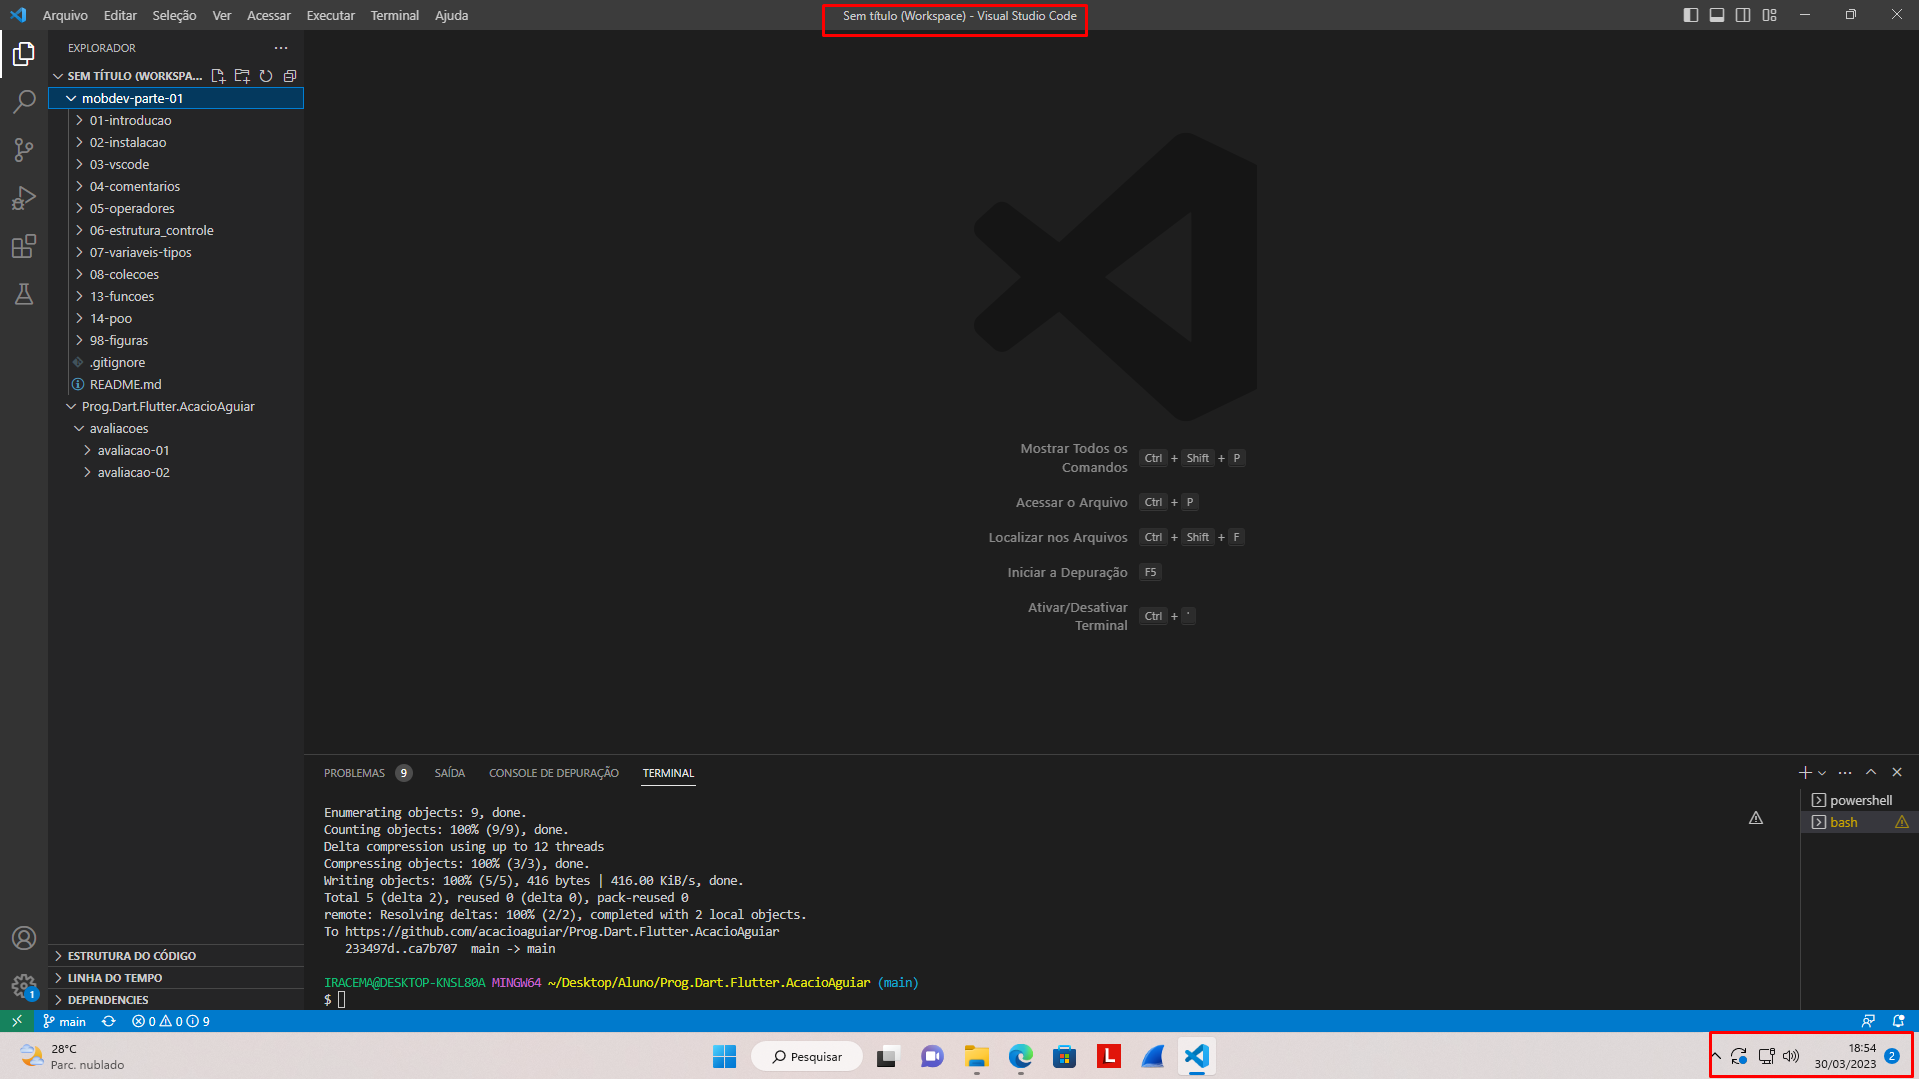 Arquivo Editar Seleção Ver Acessar Executar Terminal Ajuda
Sem título (Workspace) - Visual Studio Code
EXPLORADOR
SEM TÍTULO (WORKSPA...
mobdev-parte-01
01-introducao
02-instalacao
03-vscode
04-comentarios
05-operadores
06-estrutura_controle
07-variaveis-tipos
08-colecoes
13-funcoes
14-poo
98-figuras
.gitignore
README.md
Prog.Dart.Flutter.AcacioAguiar
avaliacoes
avaliacao-01
avaliacao-02
Mostrar Todos os
Comandos
Ctrl + Shift + P
Acessar o Arquivo Ctrl + P
Localizar nos Arquivos Ctrl + Shift + F
Iniciar a Depuração F5
Ativar/Desativar
Terminal
Ctrl + '
PROBLEMAS 9 SAÍDA CONSOLE DE DEPURAÇÃO TERMINAL
powershell
bash
Enumerating objects: 9, done.
Counting objects: 100% (9/9), done.
Delta compression using up to 12 threads
Compressing objects: 100% (3/3), done.
Writing objects: 100% (5/5), 416 bytes | 416.00 KiB/s, done.
Total 5 (delta 2), reused 0 (delta 0), pack-reused 0
remote: Resolving deltas: 100% (2/2), completed with 2 local objects.
To https://github.com/acacioaguiar/Prog.Dart.Flutter.AcacioAguiar
233497d..ca7b707  main -> main
IRACEMA@DESKTOP-KNSL80A MINGW64 ~/Desktop/Aluno/Prog.Dart.Flutter.AcacioAguiar (main)
$
ESTRUTURA DO CÓDIGO
LINHA DO TEMPO
DEPENDENCIES
1
main 0 0 9
28°C
Parc. nublado
Pesquisar
L
18:54
30/03/2023
2